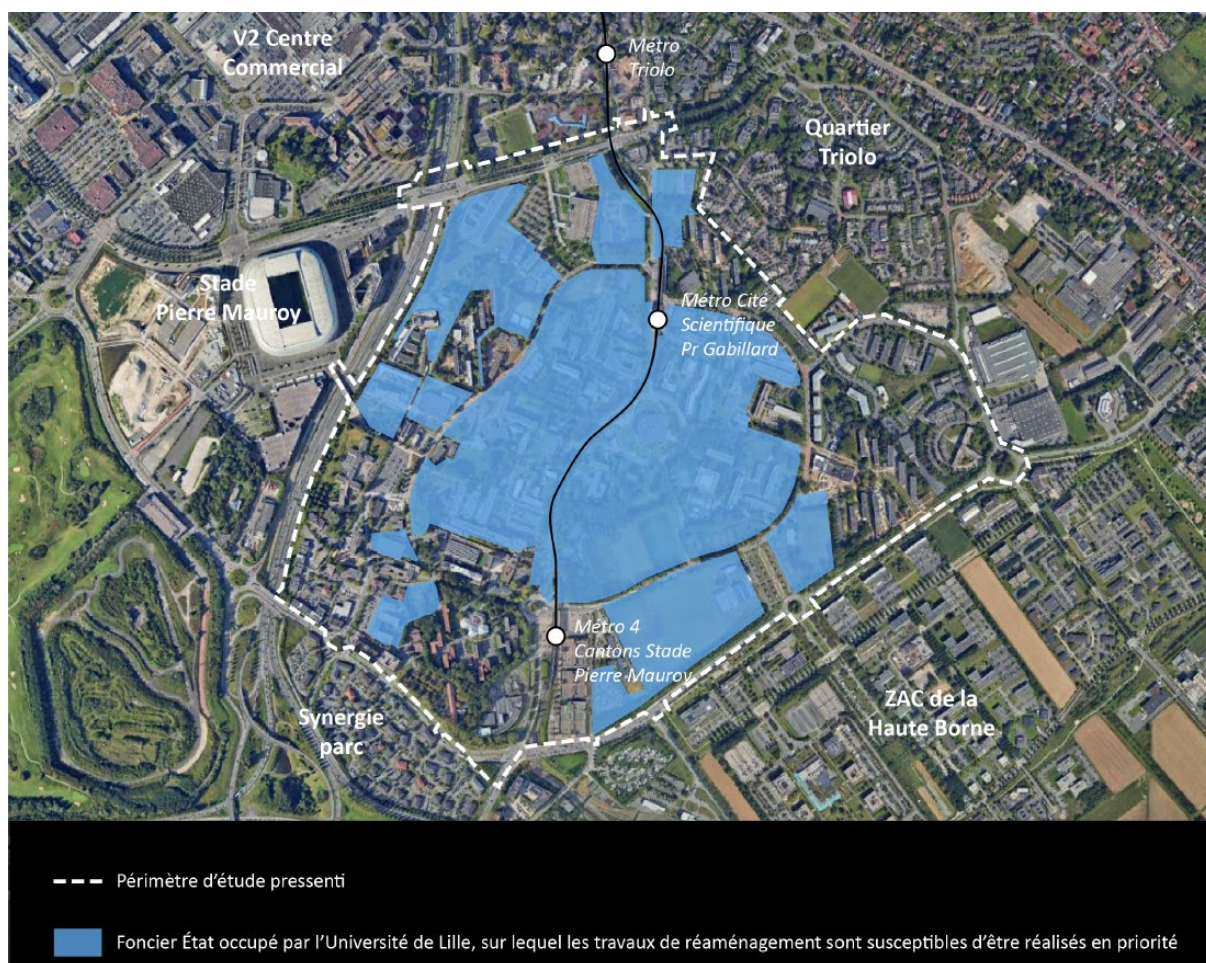 V2 Centre
Commercial
Métro
Triolo
Quartier
Triolo
Stade
Pierre Mauroy
Métro Cité
Scientifique
Pr Gabillard
Métro 4
Cantons Stade
Pierre Mauroy
ZAC de la
Haute Borne
Synergie
parc
Périmètre d'étude pressenti
Foncier État occupé par l'Université de Lille, sur lequel les travaux de réaménagement sont susceptibles d'être réalisés en priorité